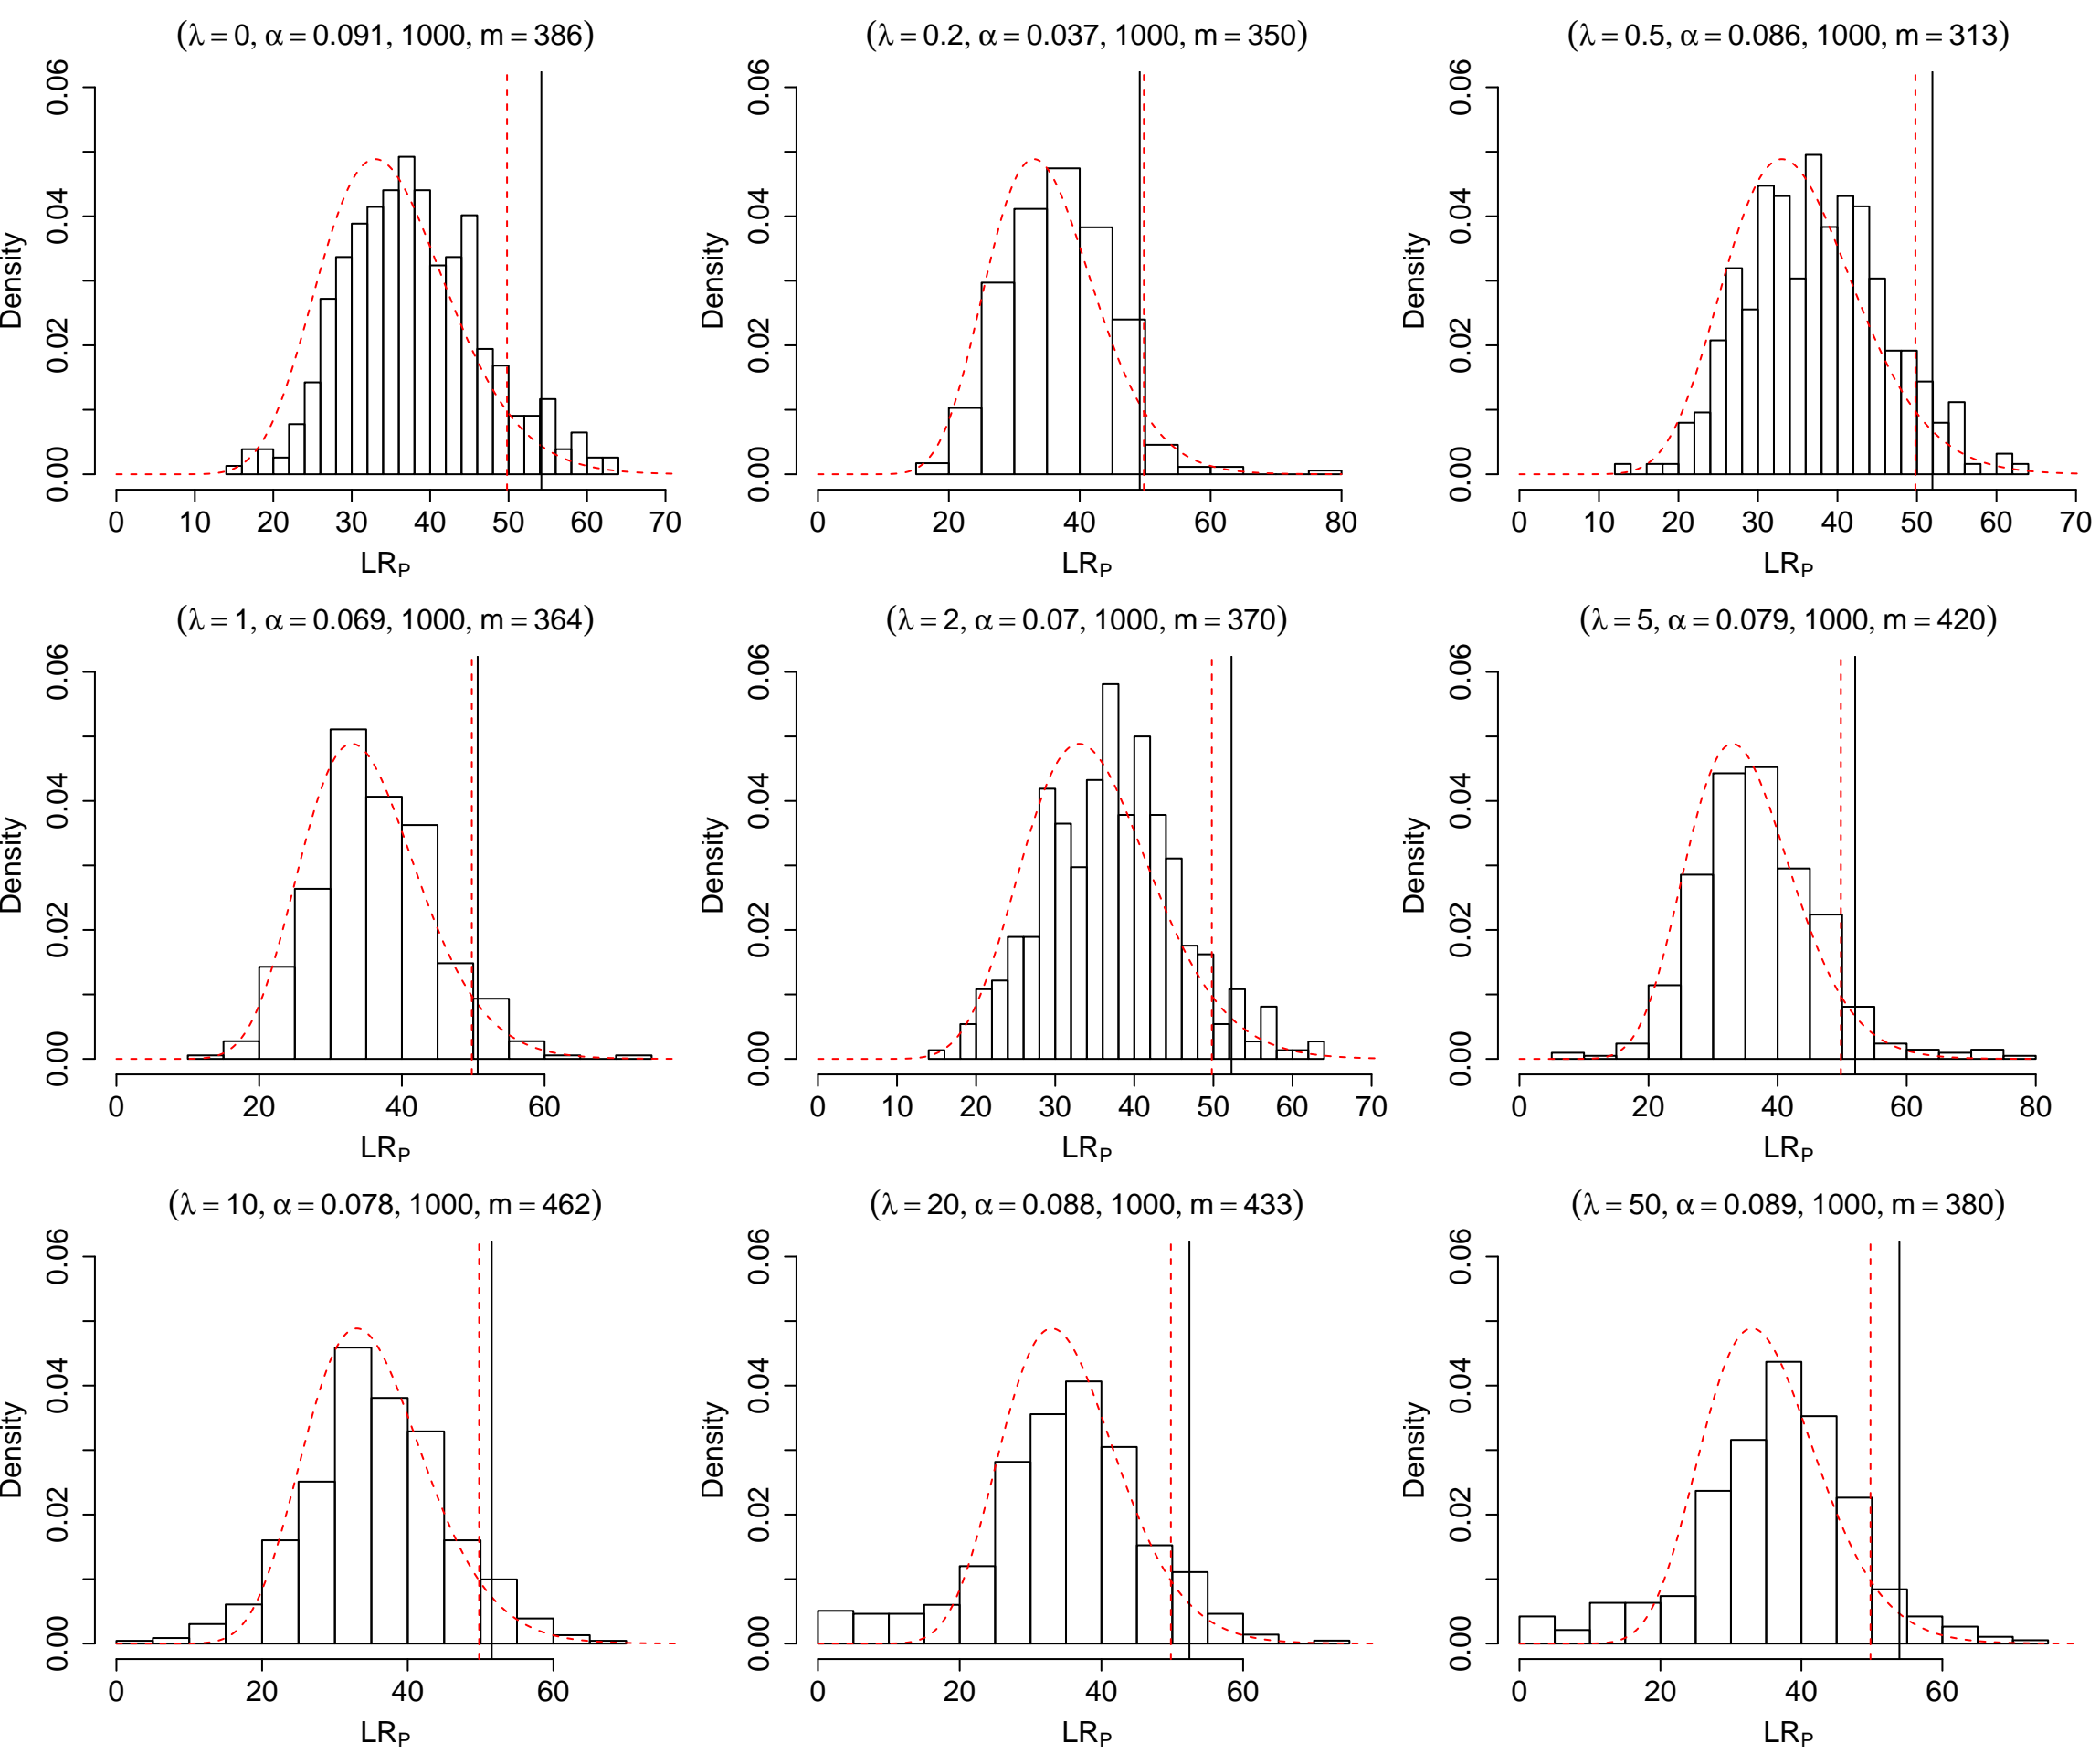 (λ = 0, α = 0.091, 1000, m = 386)
0.00 0.02 0.04 0.06
Density
0 10 20 30 40 50 60 70
LRP
(λ = 0.2, α = 0.037, 1000, m = 350)
0.00 0.02 0.04 0.06
Density
0 20 40 60 80
LRP
(λ = 0.5, α = 0.086, 1000, m = 313)
0.00 0.02 0.04 0.06
Density
0 10 20 30 40 50 60 70
LRP
(λ = 1, α = 0.069, 1000, m = 364)
0.00 0.02 0.04 0.06
Density
0 20 40 60
LRP
(λ = 2, α = 0.07, 1000, m = 370)
0.00 0.02 0.04 0.06
Density
0 10 20 30 40 50 60 70
LRP
(λ = 5, α = 0.079, 1000, m = 420)
0.00 0.02 0.04 0.06
Density
0 20 40 60 80
LRP
(λ = 10, α = 0.078, 1000, m = 462)
0.00 0.02 0.04 0.06
Density
0 20 40 60
LRP
(λ = 20, α = 0.088, 1000, m = 433)
0.00 0.02 0.04 0.06
Density
0 20 40 60
LRP
(λ = 50, α = 0.089, 1000, m = 380)
0.00 0.02 0.04 0.06
Density
0 20 40 60
LRP